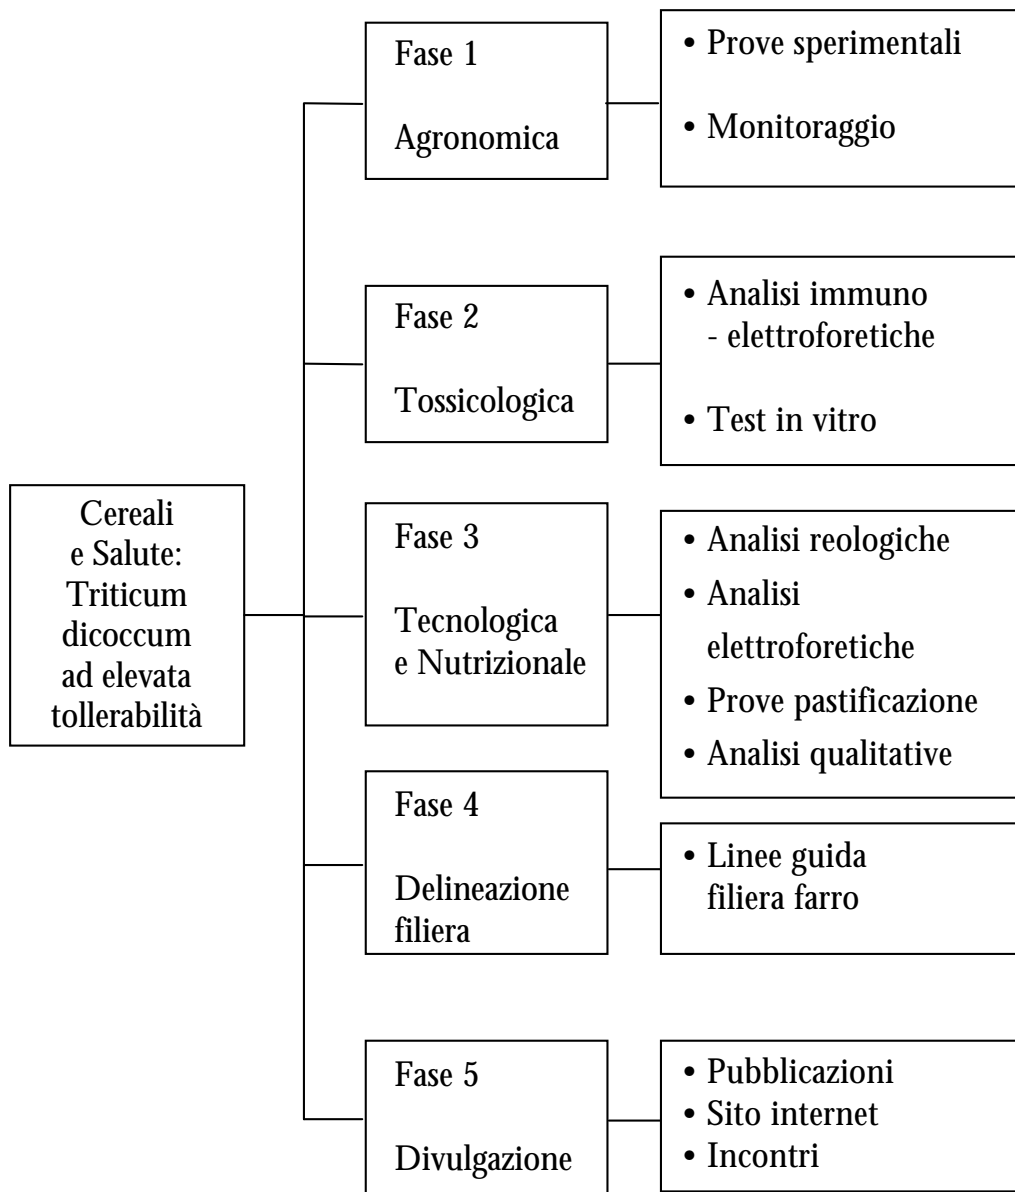 Cereali
e Salute:
Triticum
dicoccum
ad elevata
tollerabilità
Fase 1
Agronomica
• Prove sperimentali
• Monitoraggio
Fase 2
Tossicologica
• Analisi immuno
- elettroforetiche
• Test in vitro
Fase 3
Tecnologica
e Nutrizionale
• Analisi reologiche
• Analisi
elettroforetiche
• Prove pastificazione
• Analisi qualitative
Fase 4
Delineazione
filiera
• Linee guida
filiera farro
Fase 5
Divulgazione
• Pubblicazioni
• Sito internet
• Incontri